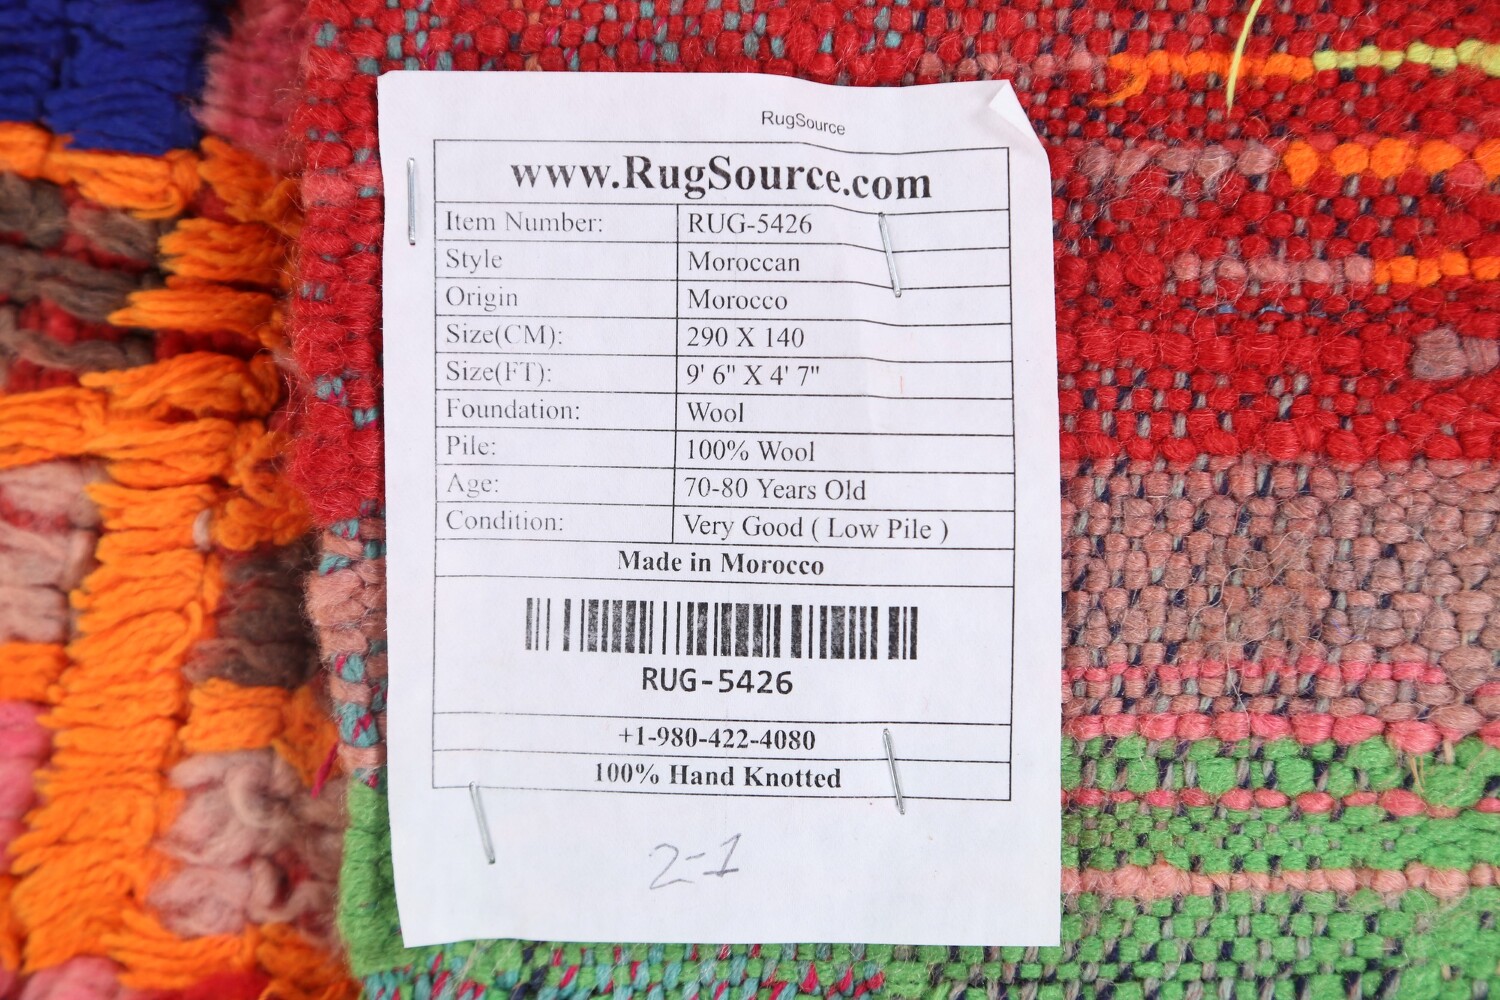 RugSource
www.RugSource.com
Item Number: RUG-5426
Style Moroccan
Origin Morocco
Size(CM): 290 X 140
Size(FT): 9' 6" X 4' 7"
Foundation: Wool
Pile: 100% Wool
Age: 70-80 Years Old
Condition: Very Good ( Low Pile )
Made in Morocco
RUG-5426
+1-980-422-4080
100% Hand Knotted
2-1